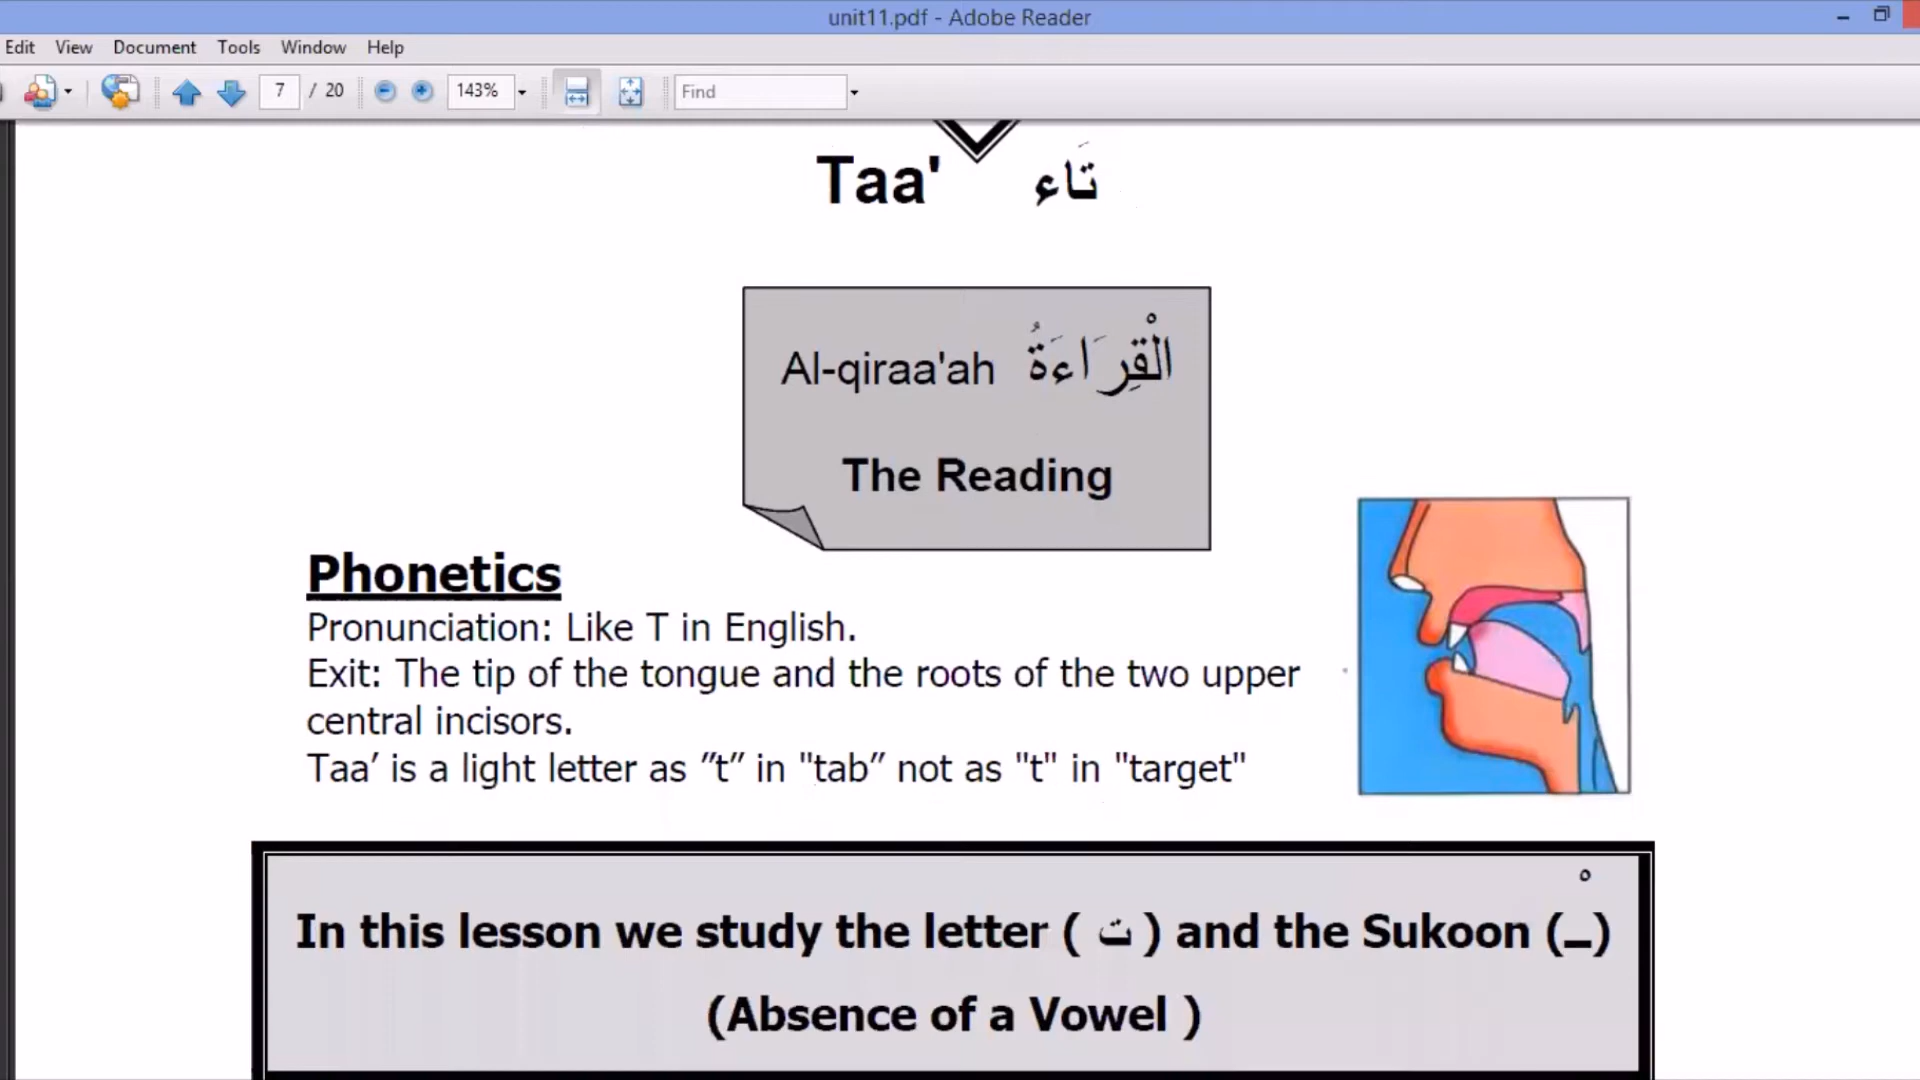 unit11.pdf - Adobe Reader
Edit View Document Tools Window Help
7 / 20 143% Find
Taa' تَاء
Al-qiraa'ah الْقِرَاءَةُ
The Reading
Phonetics
Pronunciation: Like T in English.
Exit: The tip of the tongue and the roots of the two upper
central incisors.
Taa’ is a light letter as ”t” in "tab” not as "t" in "target"
In this lesson we study the letter ( ت ) and the Sukoon (ـْ)
(Absence of a Vowel )